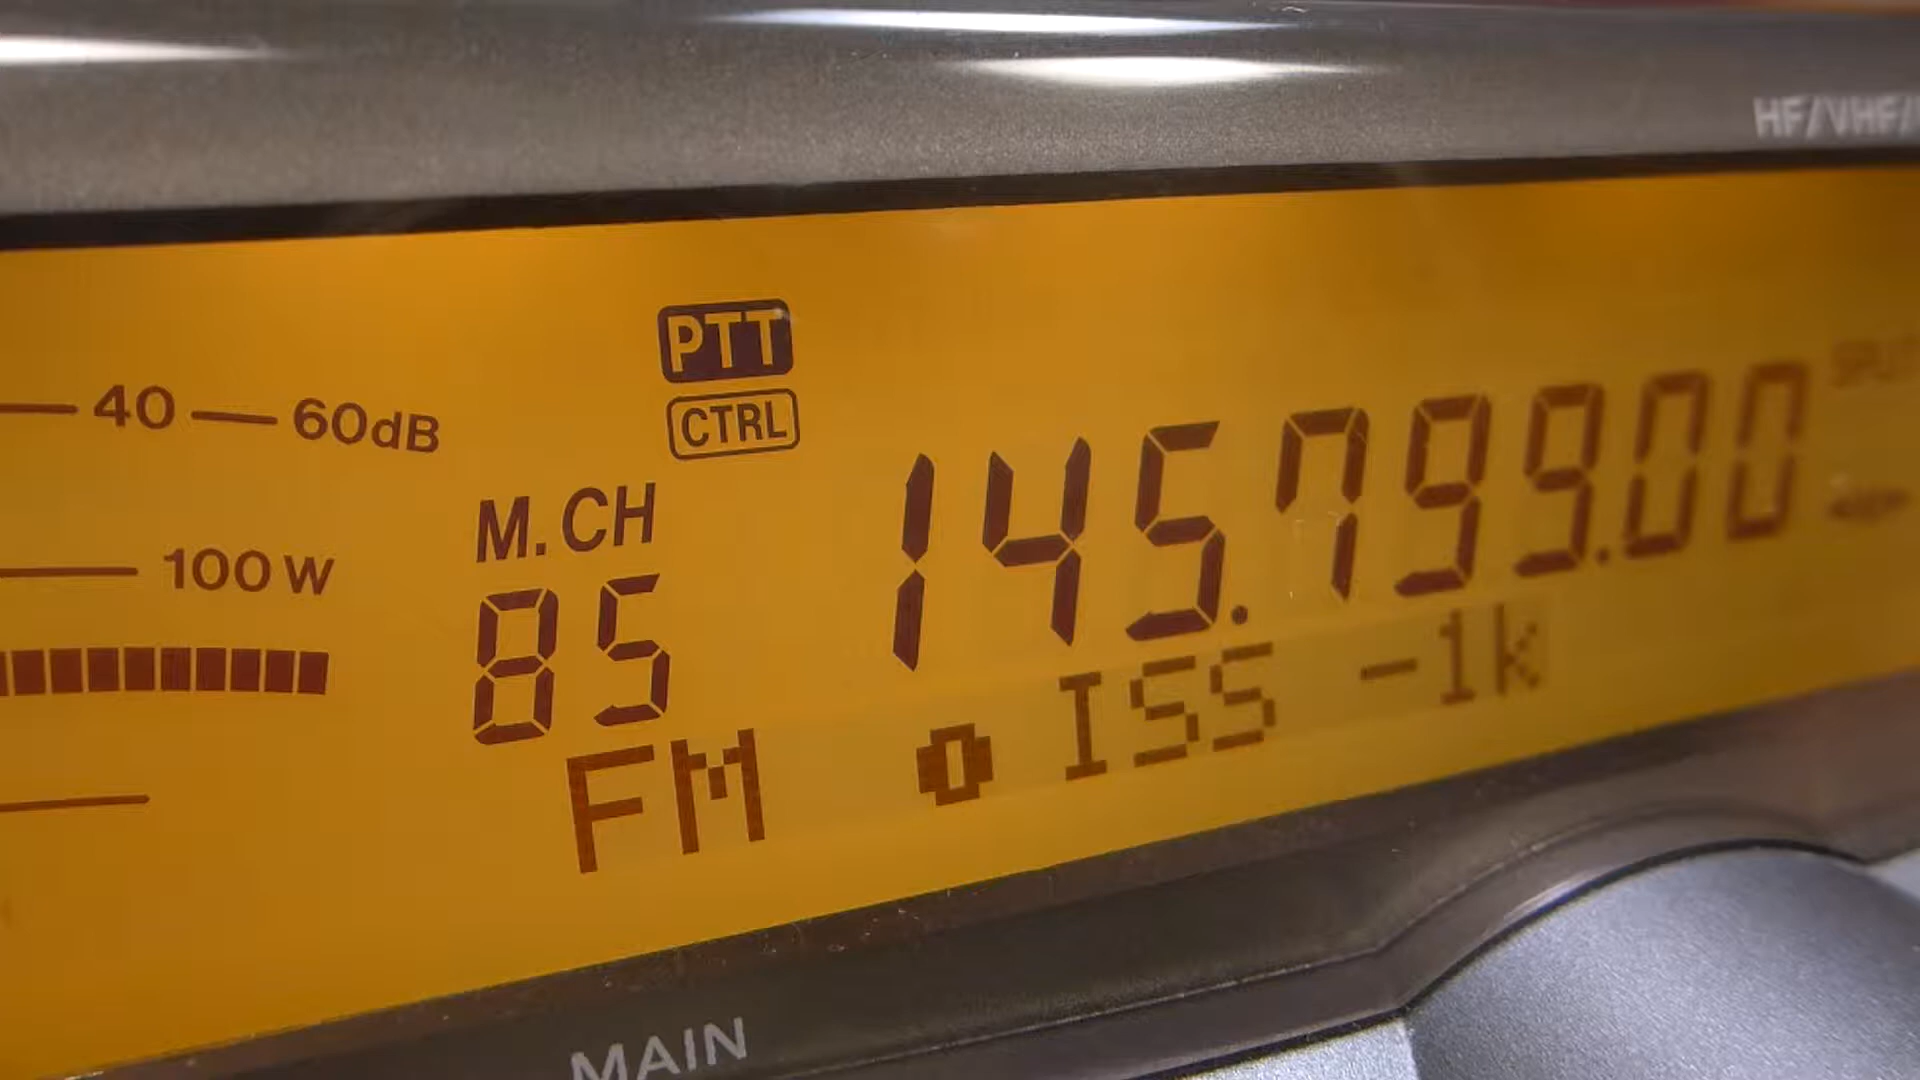 HF/VHF/
PTT
CTRL
40 60dB
M.CH
145.799.00
100 W
85
ISS -1k
FM
MAIN